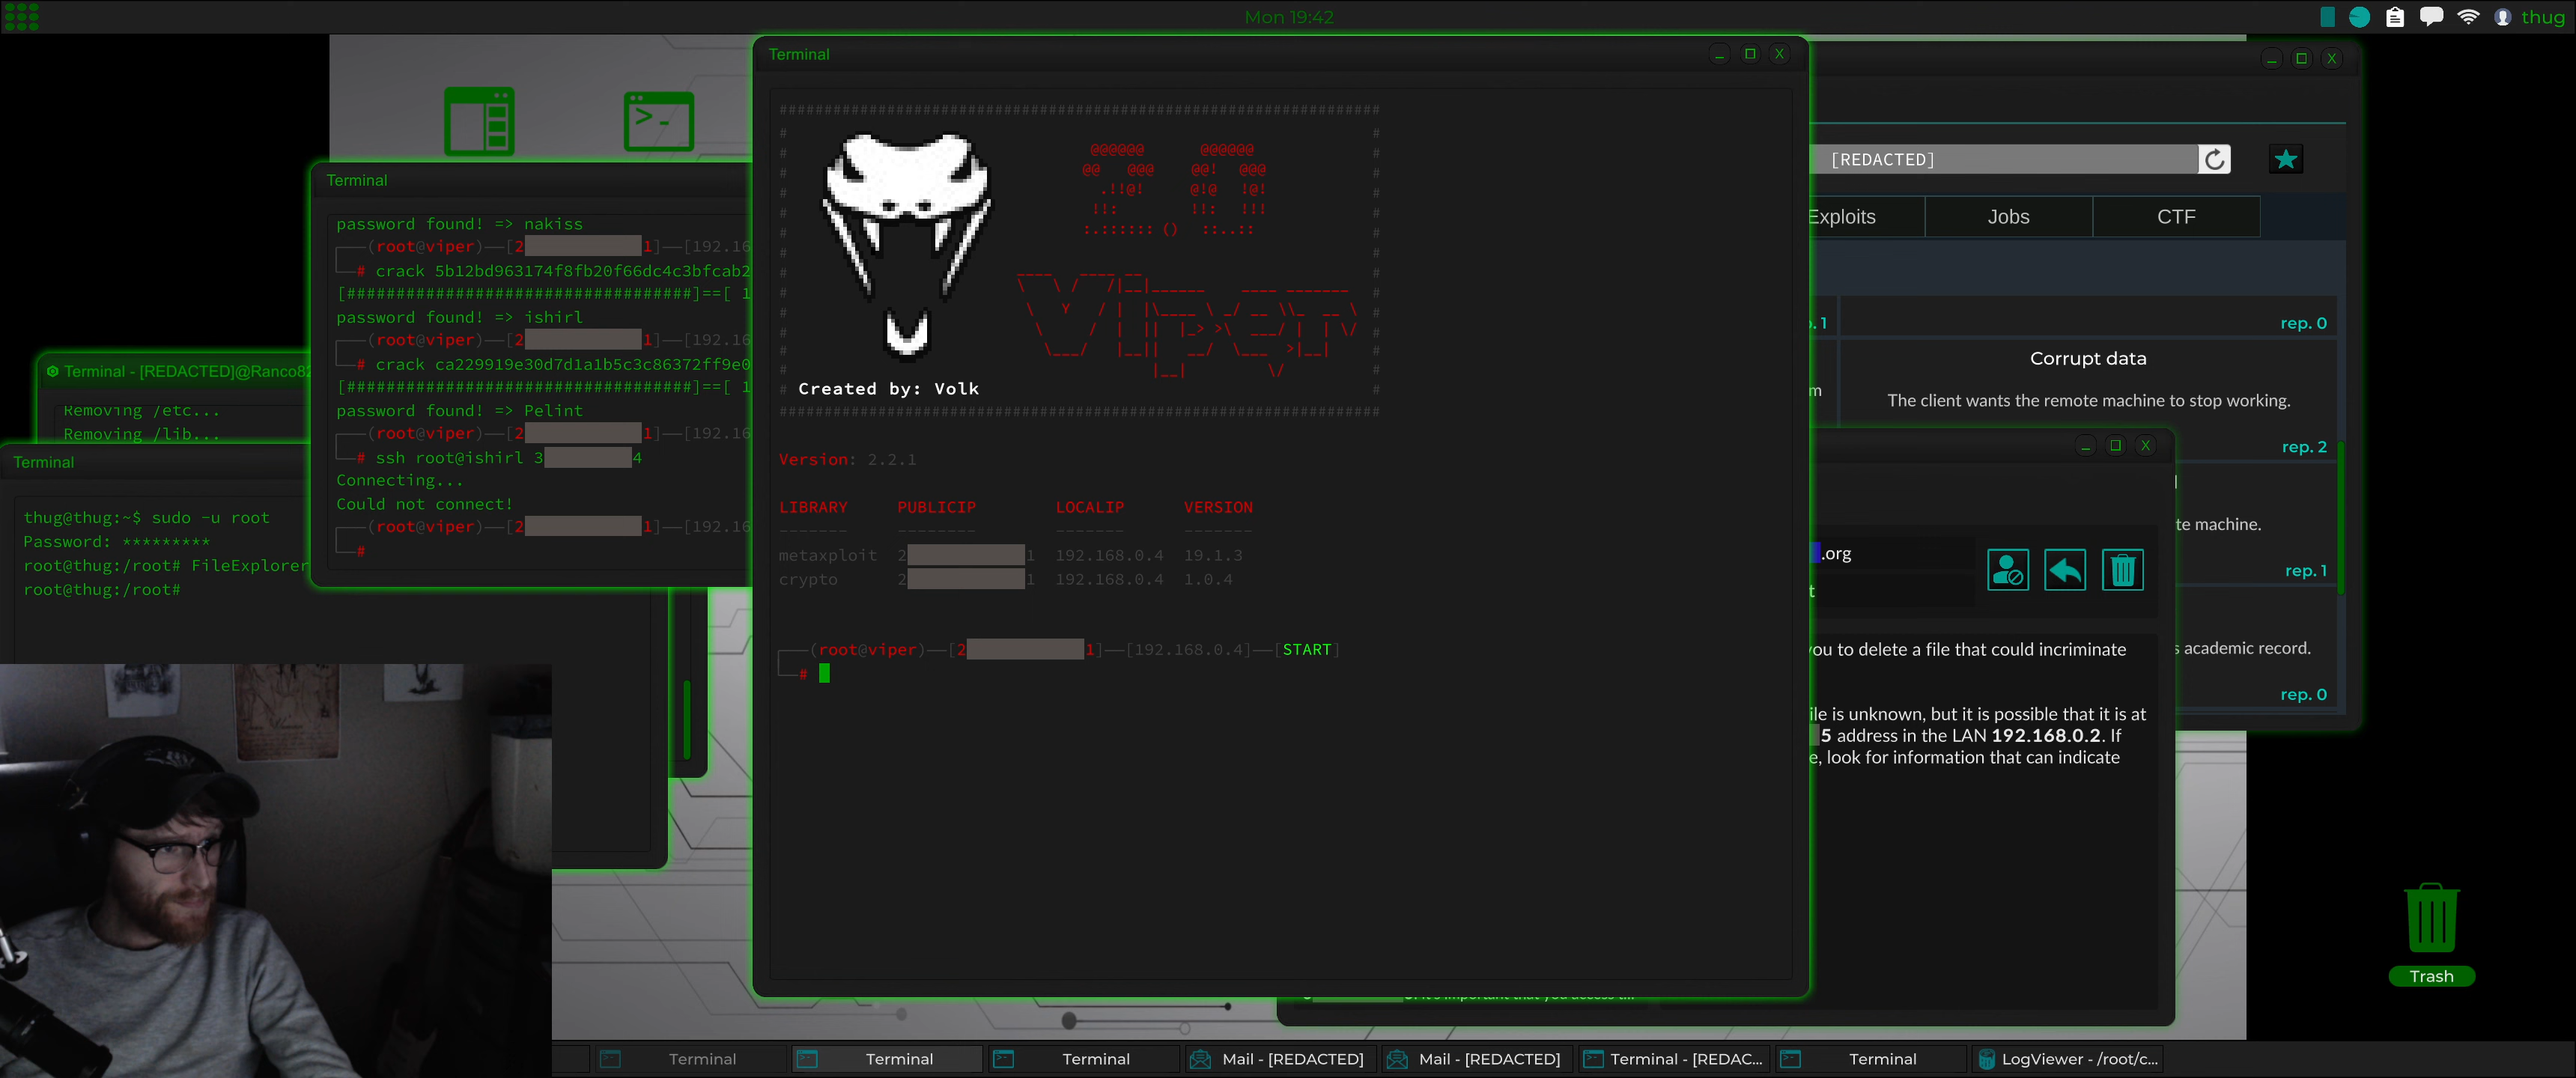 Mon 19:42
thug
Terminal
Terminal
password found! => nakiss
(root@viper)—[2 1]—[192.16
# crack 5b12bd963174f8fb20f66dc4c3bfcab2
[##################################]==[ 1
password found! => ishirl
(root@viper)—[2 1]—[192.16
# crack ca229919e30d7d1a1b5c3c86372ff9e0
[##################################]==[ 1
password found! => Pelint
(root@viper)—[2 1]—[192.16
# ssh root@ishirl 3 4
Connecting...
Could not connect!
(root@viper)—[2 1]—[192.16
#
Terminal - [REDACTED]@Ranco82
Removing /etc...
Removing /lib...
Terminal
thug@thug:~$ sudo -u root
Password: *********
root@thug:/root# FileExplorer
root@thug:/root#
Viper
Created by: Volk
Version: 2.2.1
LIBRARY PUBLICIP LOCALIP VERSION
metaxploit 2 1 192.168.0.4 19.1.3
crypto 2 1 192.168.0.4 1.0.4
(root@viper)—[2 1]—[192.168.0.4]—[START]
#
[REDACTED]
Exploits Jobs CTF
. 1 rep. 0
Corrupt data
The client wants the remote machine to stop working.
rep. 2
te machine.
rep. 1
s academic record.
rep. 0
.org
t
you to delete a file that could incriminate
ile is unknown, but it is possible that it is at
5 address in the LAN 192.168.0.2. If
e, look for information that can indicate
Trash
Terminal
Terminal
Terminal
Mail - [REDACTED]
Mail - [REDACTED]
Terminal - [REDAC...
Terminal
LogViewer - /root/c...